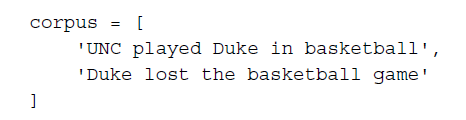 corpus = [
    'UNC played Duke in basketball',
    'Duke lost the basketball game'
]